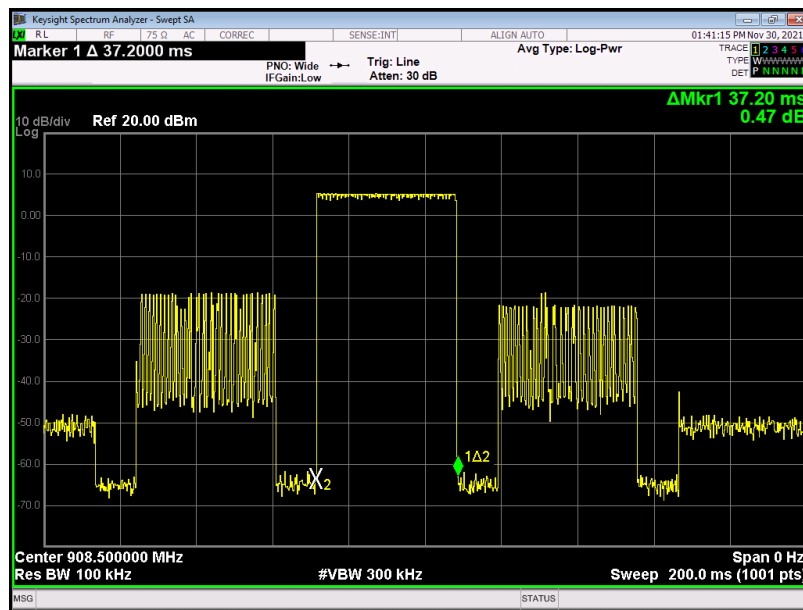 Keysight Spectrum Analyzer - Swept SA
LXI RL RF 75 Ω AC CORREC SENSE:INT ALIGN AUTO 01:41:15 PM Nov 30, 2021
Marker 1 Δ 37.2000 ms
PNO: Wide
IFGain:Low
Trig: Line
Atten: 30 dB
Avg Type: Log-Pwr
TRACE 1 2 3 4 5
TYPE W
DET P N N N N
ΔMkr1 37.20 ms
0.47 dB
10 dB/div Ref 20.00 dBm
Log
10.0
0.00
-10.0
-20.0
-30.0
-40.0
-50.0
-60.0
-70.0
X2
1Δ2
Center 908.500000 MHz Span 0 Hz
Res BW 100 kHz #VBW 300 kHz Sweep 200.0 ms (1001 pts)
MSG STATUS